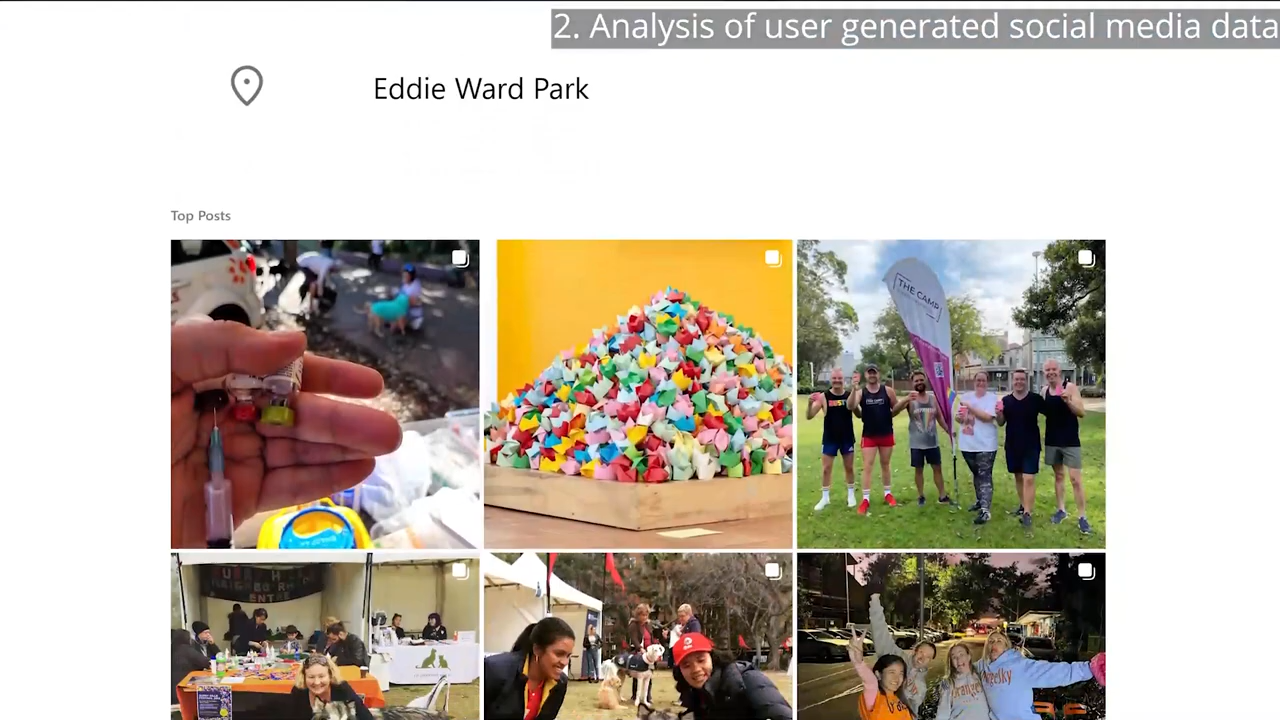 2. Analysis of user generated social media data
Eddie Ward Park
Top Posts
THE CAMP